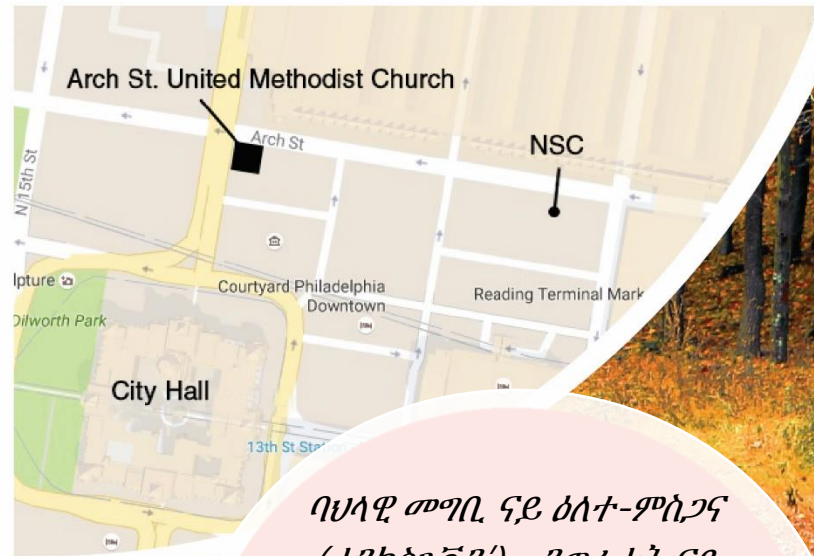 Arch St. United Methodist Church
Arch St
NSC
N 15th St
lpture
Courtyard Philadelphia
Downtown
Reading Terminal Mark
Dilworth Park
City Hall
13th St Stat
ባህላዊ መግቢ ናይ ዕለተ-ምስጋና